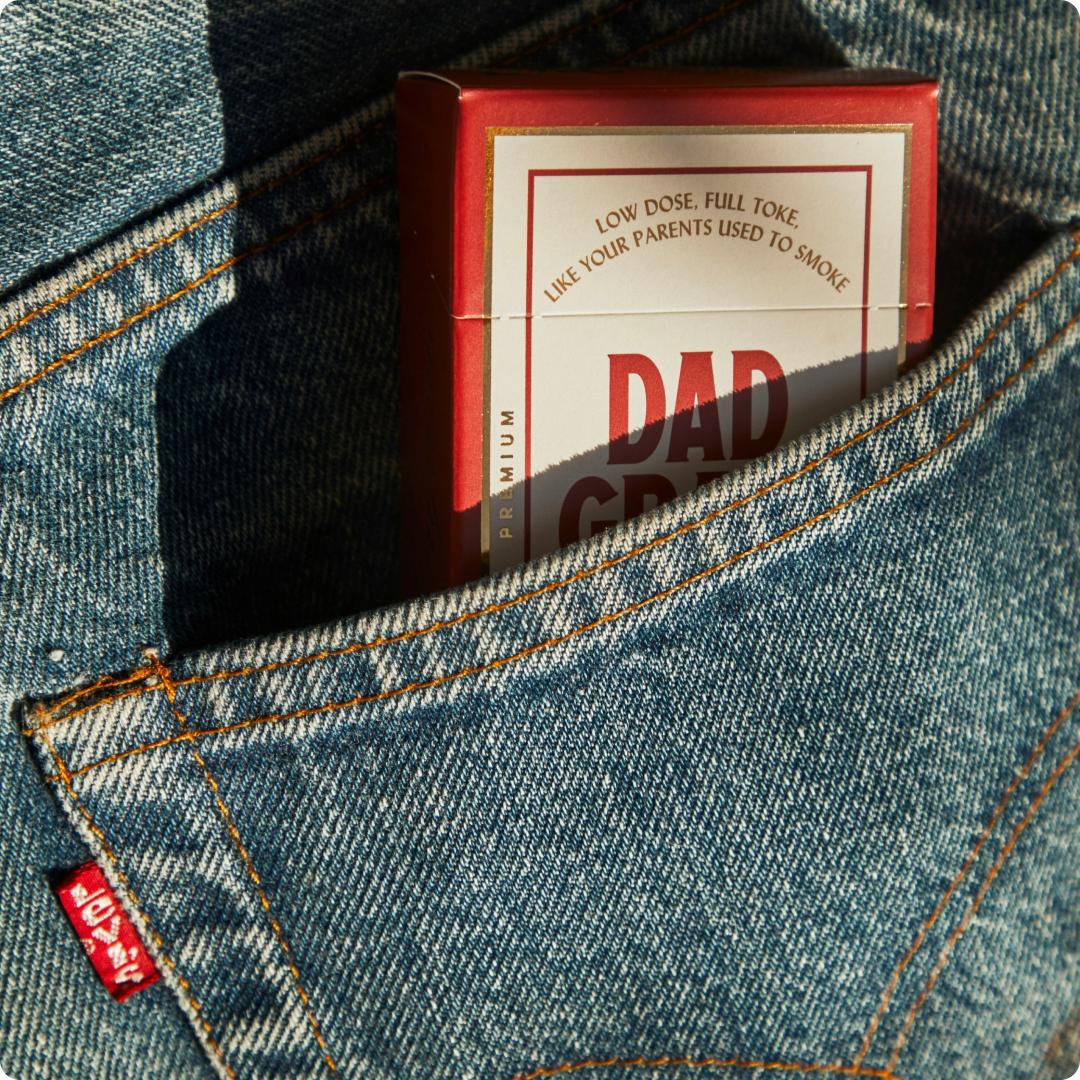 LOW DOSE, FULL TOKE,
LIKE YOUR PARENTS USED TO SMOKE
DAD
PREMIUM
Levi's